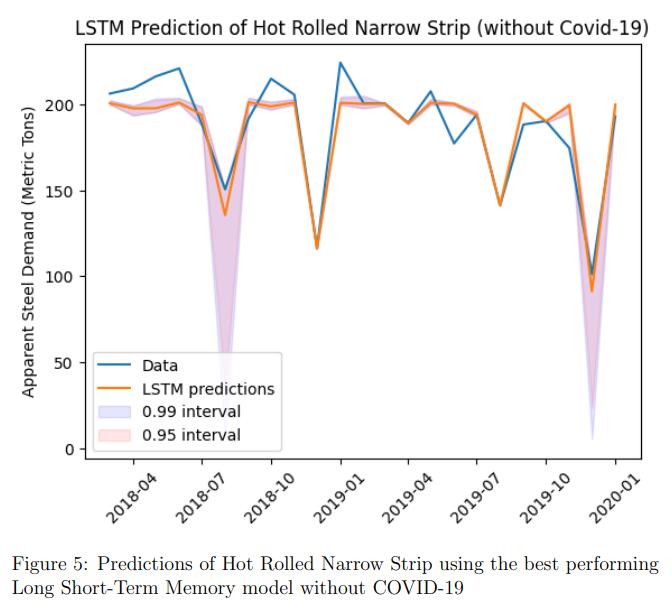 LSTM Prediction of Hot Rolled Narrow Strip (without Covid-19)
Apparent Steel Demand (Metric Tons)
200
150
100
50
0
Data
LSTM predictions
0.99 interval
0.95 interval
2018-04
2018-07
2018-10
2019-01
2019-04
2019-07
2019-10
2020-01
Figure 5: Predictions of Hot Rolled Narrow Strip using the best performing
Long Short-Term Memory model without COVID-19